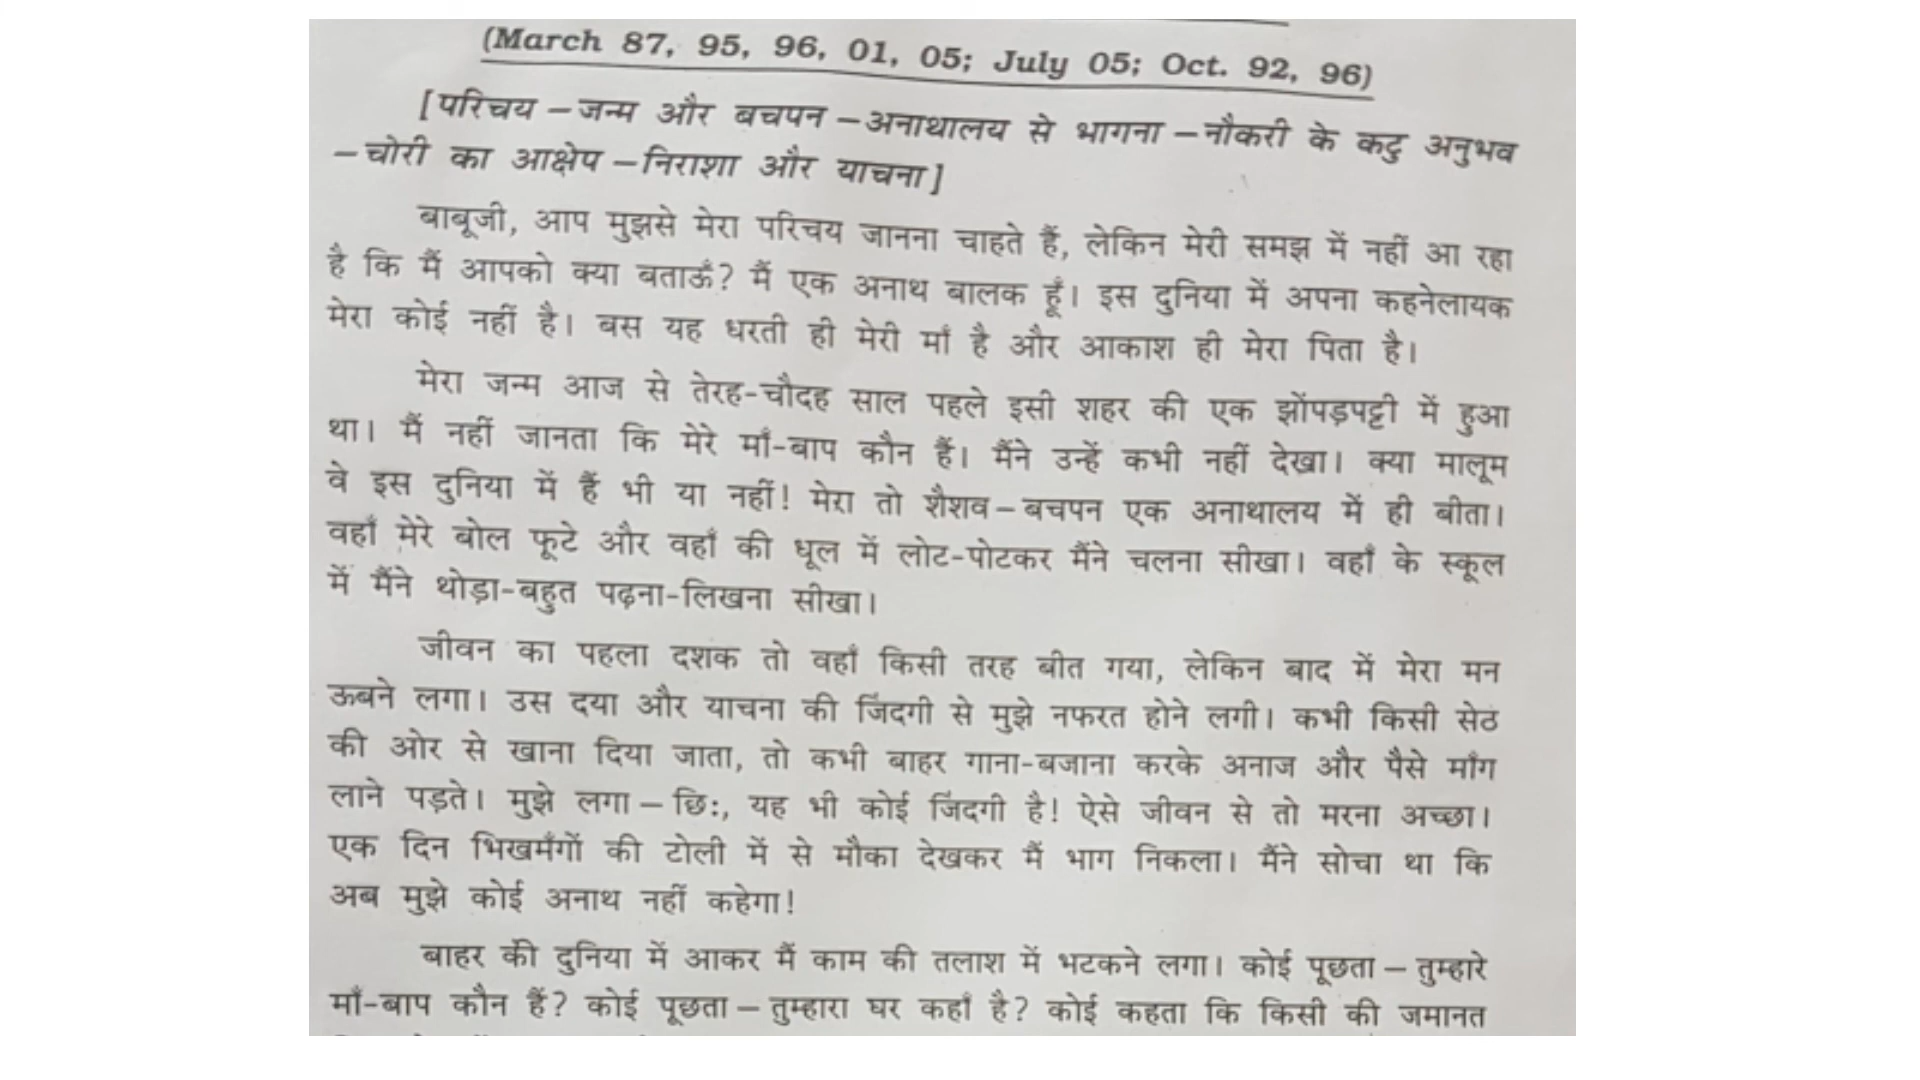 (March 87, 95, 96, 01, 05; July 05; Oct. 92, 96)
[परिचय – जन्म और बचपन – अनाथालय से भागना – नौकरी के कटु अनुभव
– चोरी का आक्षेप – निराशा और याचना]
बाबूजी, आप मुझसे मेरा परिचय जानना चाहते हैं, लेकिन मेरी समझ में नहीं आ रहा
है कि मैं आपको क्या बताऊँ? मैं एक अनाथ बालक हूँ। इस दुनिया में अपना कहनेलायक
मेरा कोई नहीं है। बस यह धरती ही मेरी माँ है और आकाश ही मेरा पिता है।
मेरा जन्म आज से तेरह-चौदह साल पहले इसी शहर की एक झोंपड़पट्टी में हुआ
था। मैं नहीं जानता कि मेरे माँ-बाप कौन हैं। मैंने उन्हें कभी नहीं देखा। क्या मालूम
वे इस दुनिया में हैं भी या नहीं! मेरा तो शैशव – बचपन एक अनाथालय में ही बीता।
वहाँ मेरे बोल फूटे और वहाँ की धूल में लोट-पोटकर मैंने चलना सीखा। वहाँ के स्कूल
में मैंने थोड़ा-बहुत पढ़ना-लिखना सीखा।
जीवन का पहला दशक तो वहाँ किसी तरह बीत गया, लेकिन बाद में मेरा मन
ऊबने लगा। उस दया और याचना की जिंदगी से मुझे नफरत होने लगी। कभी किसी सेठ
की ओर से खाना दिया जाता, तो कभी बाहर गाना-बजाना करके अनाज और पैसे माँग
लाने पड़ते। मुझे लगा – छिः, यह भी कोई जिंदगी है! ऐसे जीवन से तो मरना अच्छा।
एक दिन भिखमँगों की टोली में से मौका देखकर मैं भाग निकला। मैंने सोचा था कि
अब मुझे कोई अनाथ नहीं कहेगा!
बाहर की दुनिया में आकर मैं काम की तलाश में भटकने लगा। कोई पूछता – तुम्हारे
माँ-बाप कौन हैं? कोई पूछता – तुम्हारा घर कहाँ है? कोई कहता कि किसी की जमानत